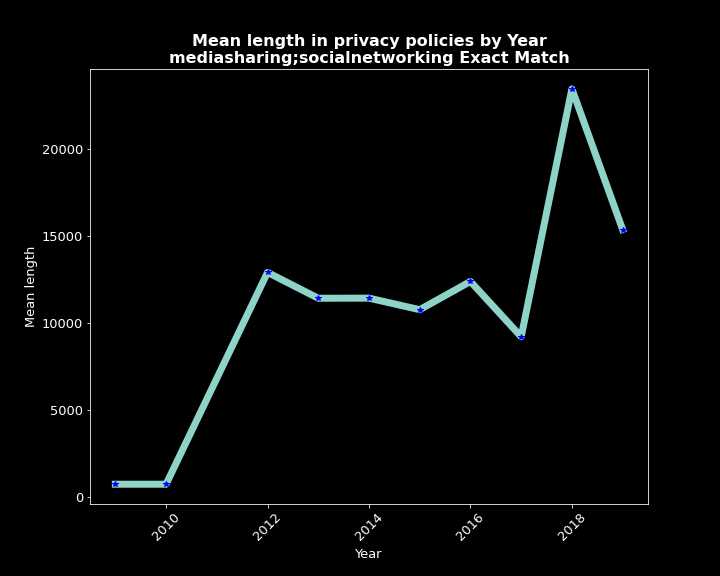 Mean length in privacy policies by Year
mediasharing;socialnetworking Exact Match
20000
15000
10000
5000
0
Mean length
2010
2012
2014
2016
2018
Year